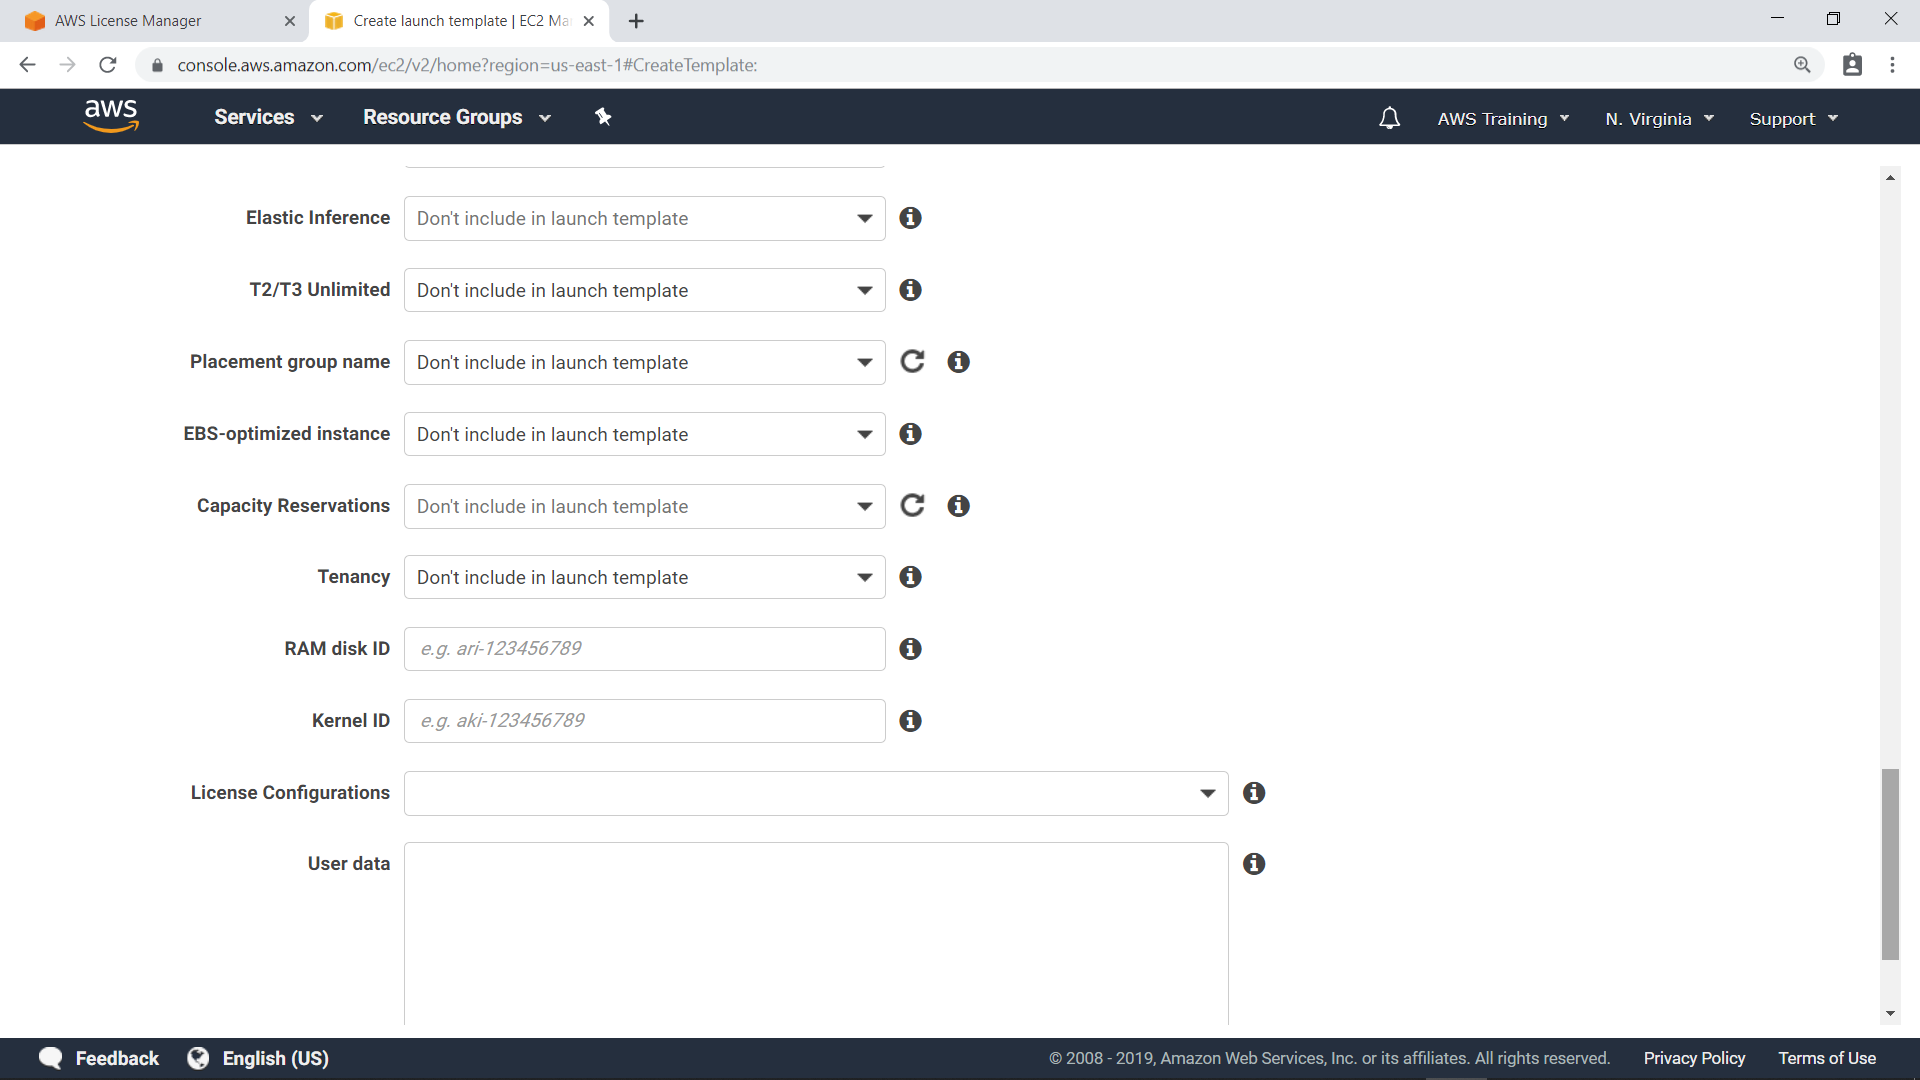 AWS License Manager
Create launch template | EC2 Ma
console.aws.amazon.com/ec2/v2/home?region=us-east-1#CreateTemplate:
aws Services Resource Groups AWS Training N. Virginia Support
Elastic Inference Don't include in launch template
T2/T3 Unlimited Don't include in launch template
Placement group name Don't include in launch template
EBS-optimized instance Don't include in launch template
Capacity Reservations Don't include in launch template
Tenancy Don't include in launch template
RAM disk ID e.g. ari-123456789
Kernel ID e.g. aki-123456789
License Configurations
User data
Feedback English (US) © 2008 - 2019, Amazon Web Services, Inc. or its affiliates. All rights reserved. Privacy Policy Terms of Use